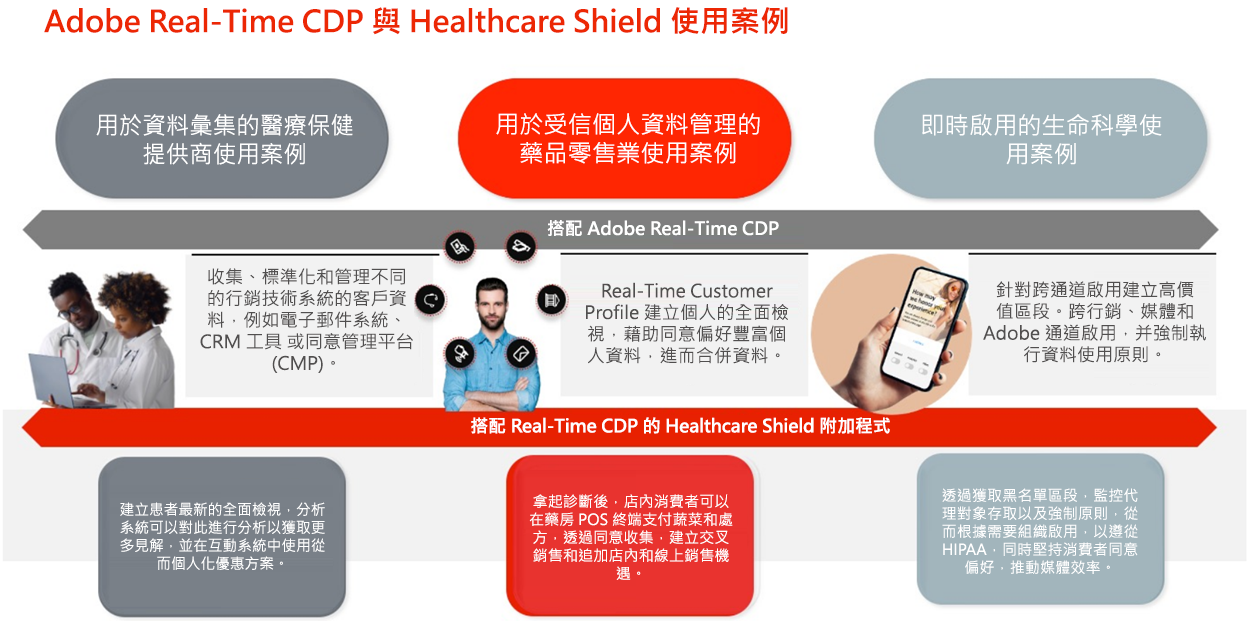 Adobe Real-Time CDP 與 Healthcare Shield 使用案例
用於資料彙集的醫療保健
提供商使用案例
用於受信個人資料管理的
藥品零售業使用案例
即時啟用的生命科學使
用案例
搭配 Adobe Real-Time CDP
收集、標準化和管理不同
的行銷技術系統的客戶資
料，例如電子郵件系統、
CRM 工具 或同意管理平台
(CMP)。
Real-Time Customer
Profile 建立個人的全面檢
視，藉助同意偏好豐富個
人資料，進而合併資料。
How may
we honor your
experience?
針對跨通道啟用建立高價
值區段。跨行銷、媒體和
Adobe 通道啟用，并強制執
行資料使用原則。
搭配 Real-Time CDP 的 Healthcare Shield 附加程式
建立患者最新的全面檢視，分析
系統可以對此進行分析以獲取更
多見解，並在互動系統中使用從
而個人化優惠方案。
拿起診斷後，店內消費者可以
在藥房 POS 終端支付蔬菜和處
方，透過同意收集，建立交叉
銷售和追加店內和線上銷售機
遇。
透過獲取黑名單區段，監控代
理對象存取以及強制原則，從
而根據需要組織啟用，以遵從
HIPAA，同時堅持消費者同意
偏好，推動媒體效率。